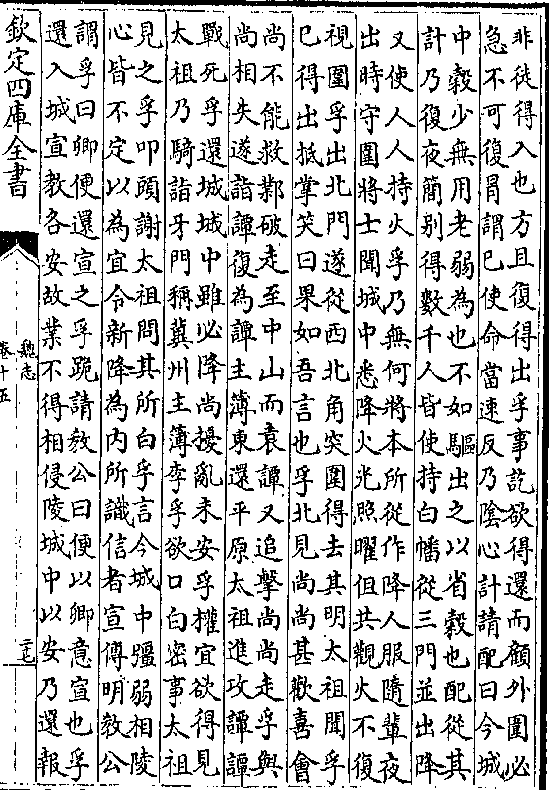 非徒得入也方且復得出孚事訖欲得還而顧外圍必
急不可復冒謂已使命當速反乃陰心計請配曰今城
中穀少無用老弱為也不如驅出之以省穀也配從其
計乃復夜簡别得數千人皆使持白幡從三門並出降
又使人人持火孚乃無何將本所從作降人服隨輩夜
出時守圍將士聞城中悉降火光照曜但共觀火不復
視圍孚出北門遂從西北角突圍得去其明太祖聞孚
已得出抵掌笑曰果如吾言也孚北見尚尚甚歡喜會
尚不能救鄴破走至中山而袁譚又追擊尚尚走孚與
尚相失遂詣譚復為譚主簿東還平原太祖進攻譚譚
戰死孚還城城中雖必降尚擾亂未安孚權宜欲得見
太祖乃騎詣牙門稱冀州主簿李孚欲口白密事太祖
見之孚叩頭謝太祖問其所白孚言今城中彊弱相陵
心皆不定以為宜令新降為内所識信者宣傳明教公
謂孚曰卿便還宣之孚跪請教公曰便以卿意宣也孚
還入城宣教各安故業不得相侵陵城中以安乃還報
欽定四庫全書
魏志
卷十五
二七